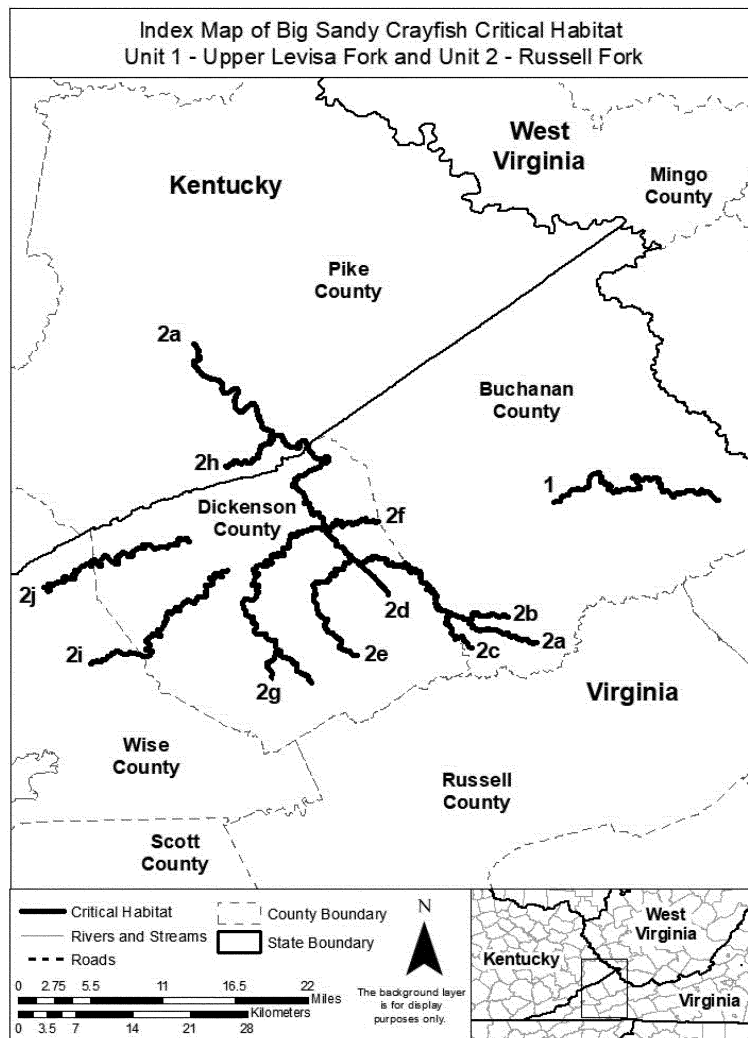 Index Map of Big Sandy Crayfish Critical Habitat
Unit 1 - Upper Levisa Fork and Unit 2 - Russell Fork
West
Virginia
Kentucky
Mingo
County
Pike
County
2a
Buchanan
County
2h
1
Dickenson
County
2f
2j
2d
2b
2a
2c
2e
2i
2g
Virginia
Wise
County
Russell
County
Scott
County
Critical Habitat
Rivers and Streams
Roads
County Boundary
State Boundary
0 2.75 5.5 11 16.5 22
Miles
Kilometers
0 3.5 7 14 21 28
N
The background layer
is for display
purposes only.
West
Virginia
Kentucky
Virginia